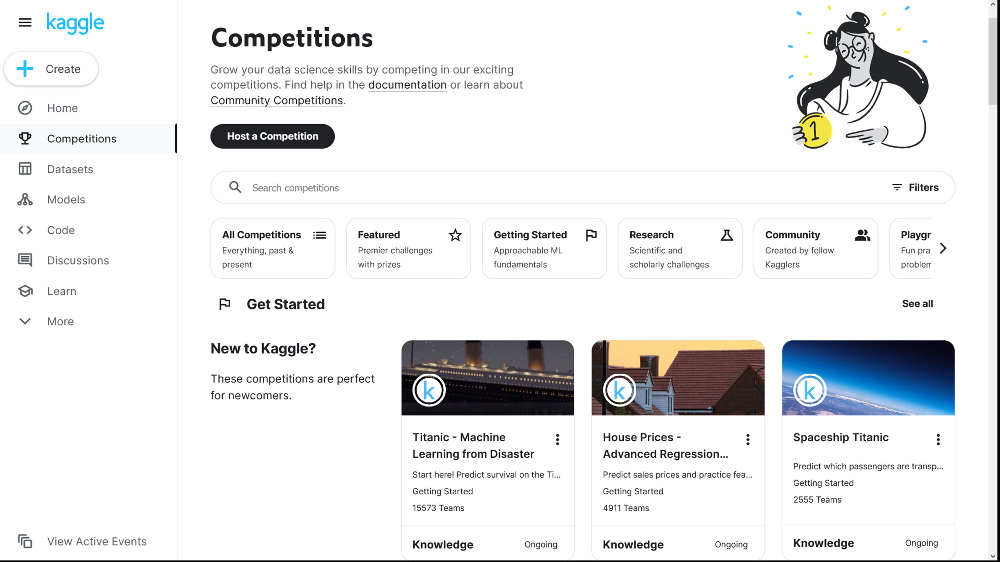 kaggle
Create
Home
Competitions
Datasets
Models
Code
Discussions
Learn
More
View Active Events
Competitions
Grow your data science skills by competing in our exciting
competitions. Find help in the documentation or learn about
Community Competitions.
Host a Competition
1
Search competitions
Filters
All Competitions
Everything, past &
present
Featured
Premier challenges
with prizes
Getting Started
Approachable ML
fundamentals
Research
Scientific and
scholarly challenges
Community
Created by fellow
Kagglers
Playgr
Fun pra
problem
Get Started
See all
New to Kaggle?
These competitions are perfect
for newcomers.
k
Titanic - Machine
Learning from Disaster
Start here! Predict survival on the Ti...
Getting Started
15573 Teams
Knowledge
Ongoing
k
House Prices -
Advanced Regression...
Predict sales prices and practice fea...
Getting Started
4911 Teams
Knowledge
Ongoing
k
Spaceship Titanic
Predict which passengers are transp...
Getting Started
2555 Teams
Knowledge
Ongoing